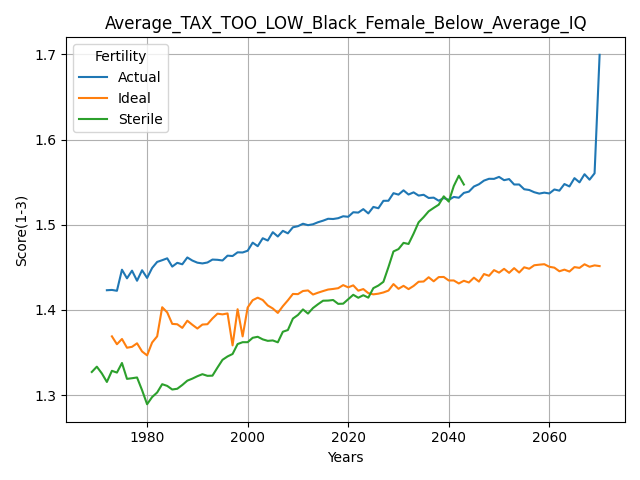 Average_TAX_TOO_LOW_Black_Female_Below_Average_IQ
Fertility
Actual
Ideal
Sterile
Score(1-3)
1.7
1.6
1.5
1.4
1.3
1980
2000
2020
2040
2060
Years